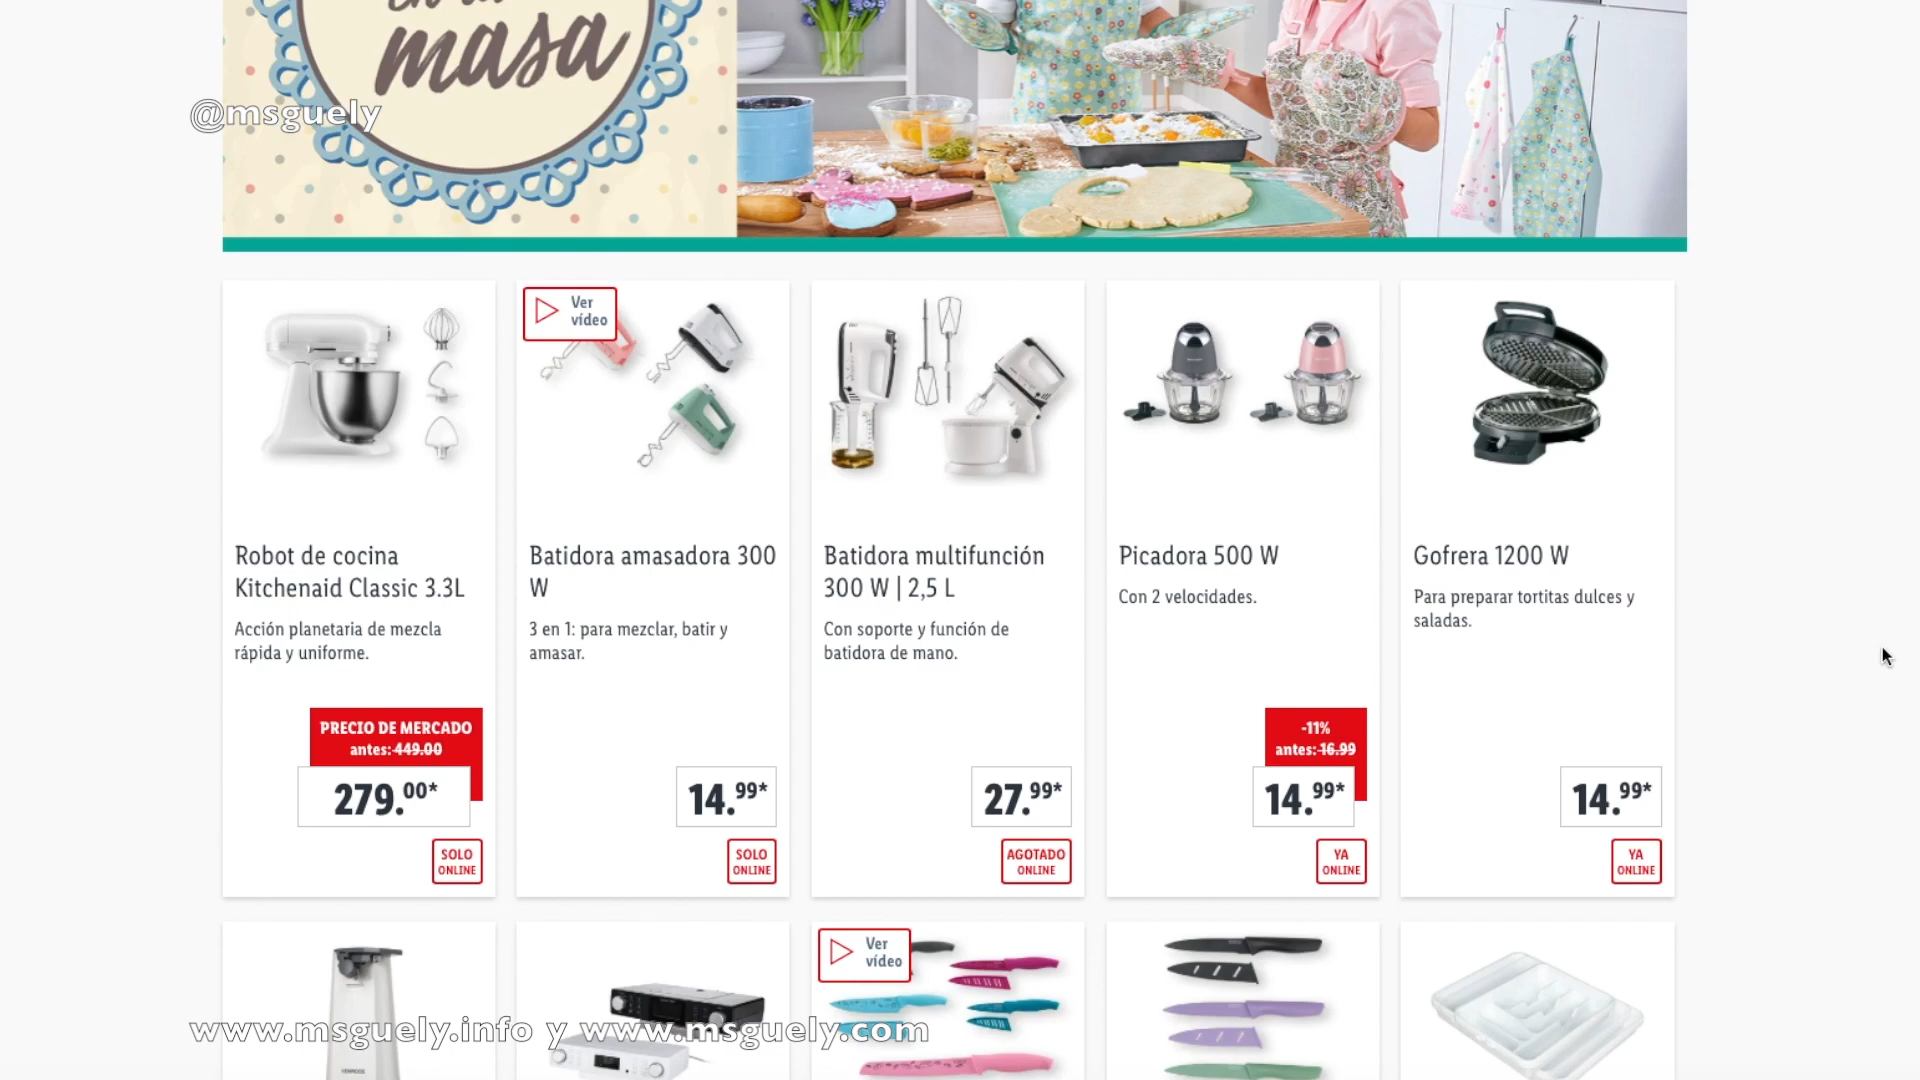 masa
@msguely
Ver
vídeo
Robot de cocina
Kitchenaid Classic 3.3L
Acción planetaria de mezcla
rápida y uniforme.
PRECIO DE MERCADO
antes: 449.00
279.00*
SOLO
ONLINE
Batidora amasadora 300
W
3 en 1: para mezclar, batir y
amasar.
14.99*
SOLO
ONLINE
Batidora multifunción
300 W | 2,5 L
Con soporte y función de
batidora de mano.
27.99*
AGOTADO
ONLINE
Picadora 500 W
Con 2 velocidades.
-11%
antes: 16.99
14.99*
YA
ONLINE
Gofrera 1200 W
Para preparar tortitas dulces y
saladas.
14.99*
YA
ONLINE
Ver
vídeo
www.msguely.info y www.msguely.com
KENWOOD